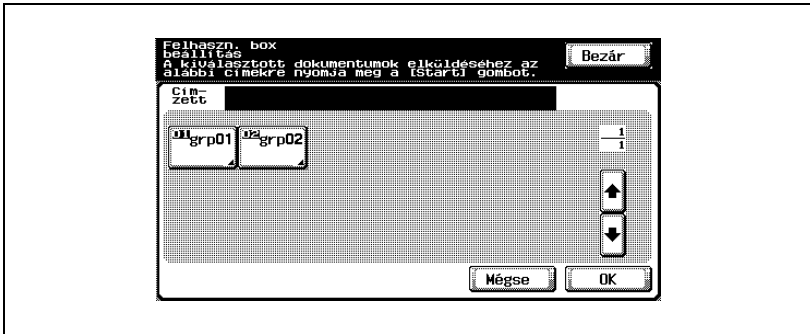 Felhaszn. box
beállítás
A kiválasztott dokumentumok elküldéséhez az
alábbi címekre nyomja meg a [Start] gombot.
Bezár
Cím-
zett
01 grp01
02 grp02
1
1
Mégse
OK